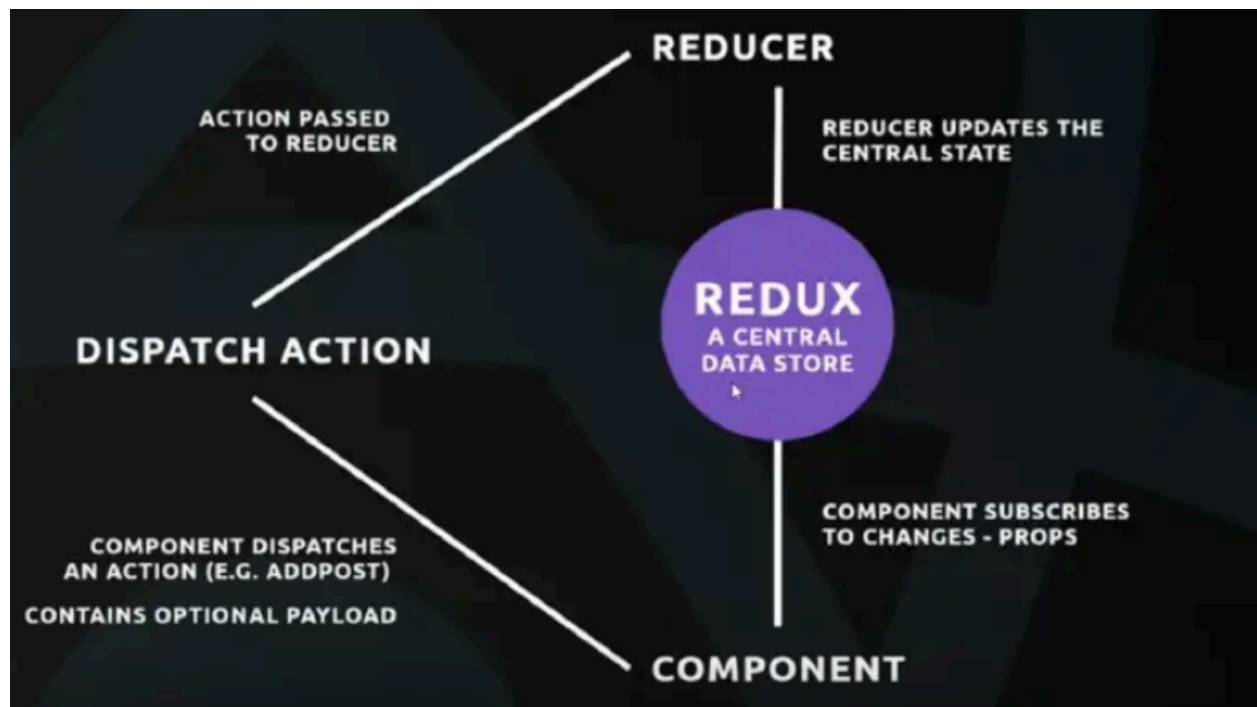 REDUCER
ACTION PASSED
TO REDUCER
REDUCER UPDATES THE
CENTRAL STATE
REDUX
A CENTRAL
DATA STORE
DISPATCH ACTION
COMPONENT SUBSCRIBES
TO CHANGES - PROPS
COMPONENT DISPATCHES
AN ACTION (E.G. ADDPOST)
CONTAINS OPTIONAL PAYLOAD
COMPONENT